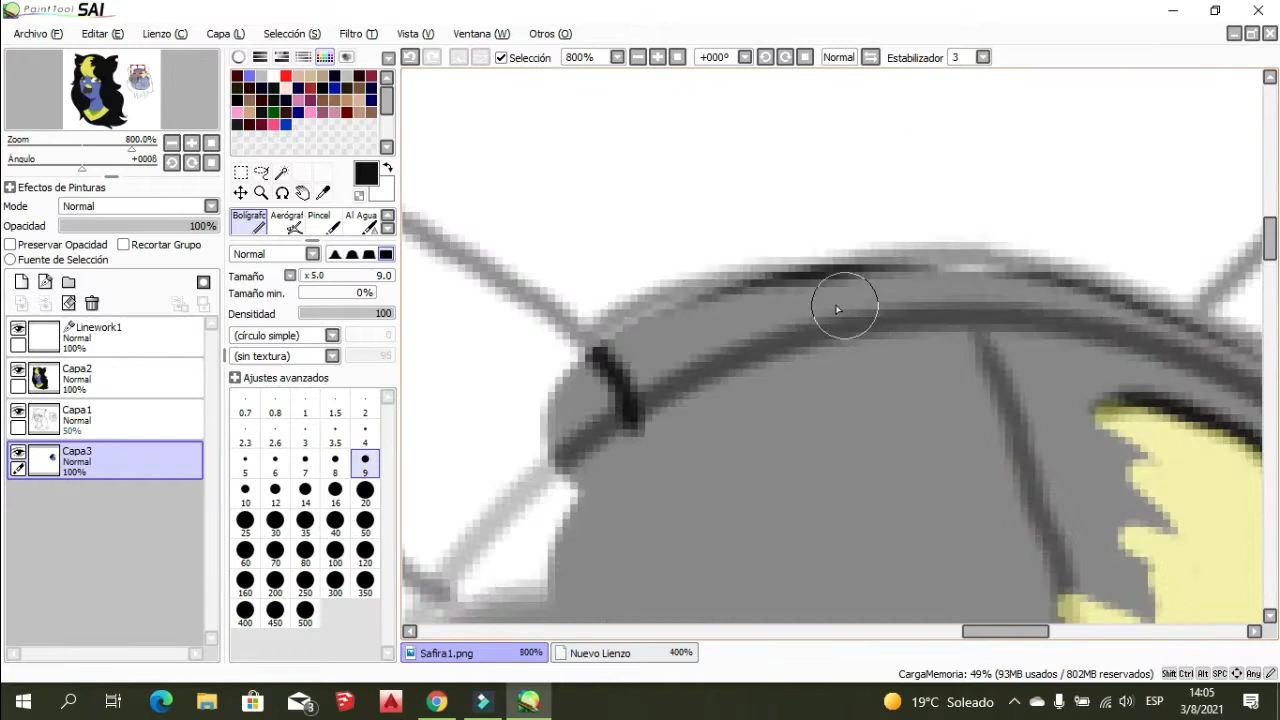 PaintTool SAI
Archivo (F) Editar (E) Lienzo (C) Capa (L) Selección (S) Filtro (T) Vista (V) Ventana (W) Otros (O)
Selección 800% +000° Normal Estabilizador 3
Zoom 800.0%
Ángulo +0008
Efectos de Pinturas
Mode Normal
Opacidad 100%
Preservar Opacidad Recortar Grupo
Fuente de Selección
Linework1
Normal
100%
Capa2
Normal
100%
Capa1
Normal
50%
Capa3
Normal
100%
Bolígrafc Aerógraf Pincel Al Agua
Normal
Tamaño x 5.0 9.0
Tamaño min. 0%
Densitidad 100
(círculo simple) 0
(sin textura) 95
Ajustes avanzados
0.7 0.8 1 1.5 2
2.3 2.6 3 3.5 4
5 6 7 8 9
10 12 14 16 20
25 30 35 40 50
60 70 80 100 120
160 200 250 300 350
400 450 500
Safira1.png 800% Nuevo Lienzo 400%
CargaMemoria: 49% (93MB usados / 802MB reservados) Shift Ctrl Alt SPC Any
3 19°C Soleado ESP 14:05
3/8/2021